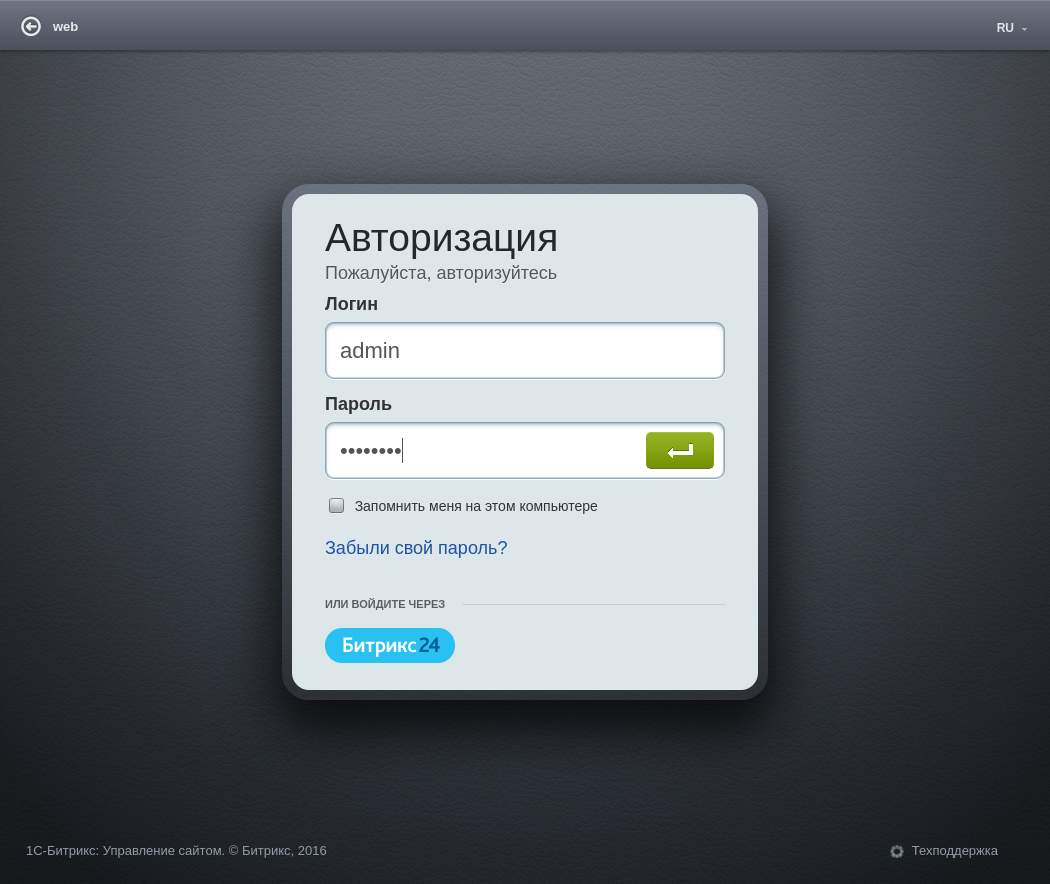 web
RU
Авторизация
Пожалуйста, авторизуйтесь
Логин
admin
Пароль
••••••••
Запомнить меня на этом компьютере
Забыли свой пароль?
ИЛИ ВОЙДИТЕ ЧЕРЕЗ
Битрикс24
1С-Битрикс: Управление сайтом. © Битрикс, 2016
Техподдержка